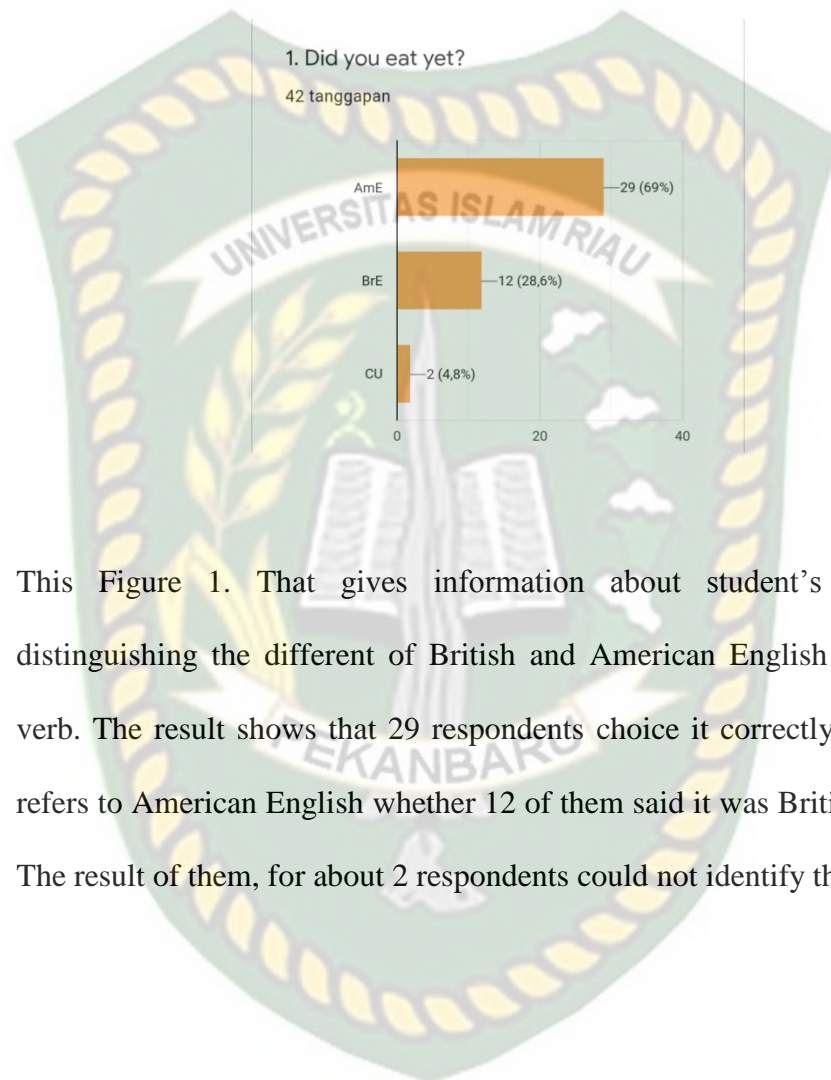 1. Did you eat yet?
42 tanggapan
AmE
29 (69%)
UNIVERSITAS ISLAM RIAU
BrE
12 (28,6%)
CU
2 (4,8%)
0 20 40
This Figure 1. That gives information about student’s
distinguishing the different of British and American English
verb. The result shows that 29 respondents choice it correctly
PEKANBARU
refers to American English whether 12 of them said it was Briti
The result of them, for about 2 respondents could not identify th